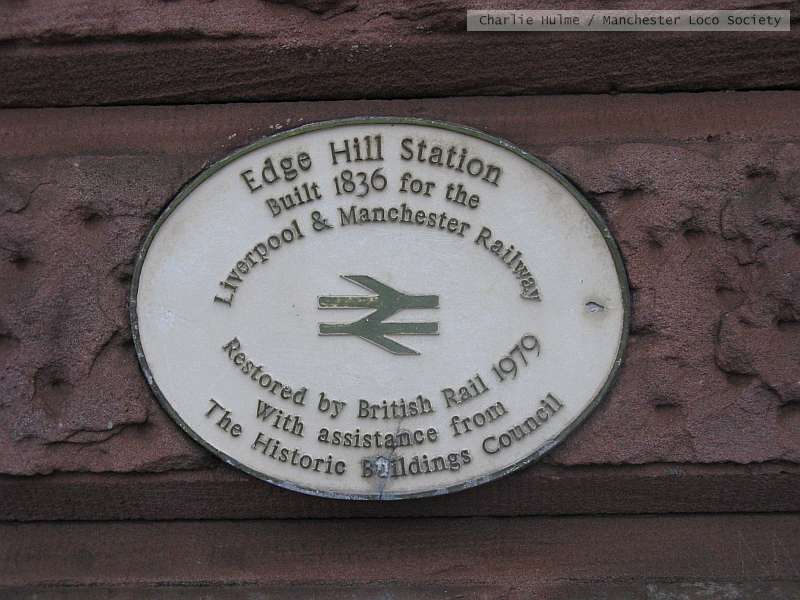 Charlie Hulme / Manchester Loco Society
Edge Hill Station
Built 1836 for the
Liverpool & Manchester Railway
Restored by British Rail 1979
With assistance from
The Historic Buildings Council